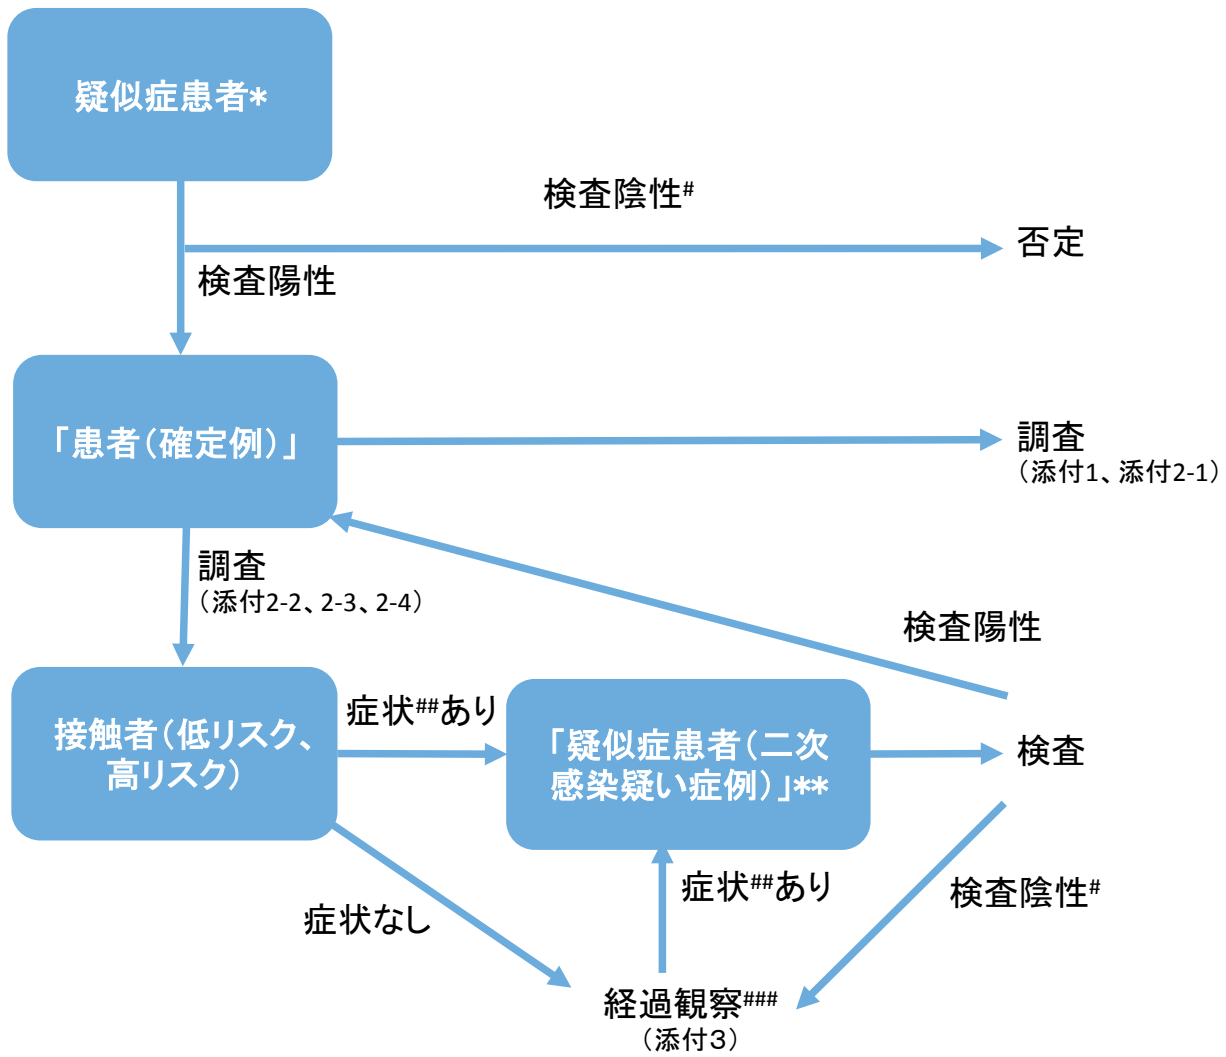 疑似症患者*
検査陰性#
否定
検査陽性
「患者（確定例）」
調査
（添付1、添付2-1）
調査
（添付2-2、2-3、2-4）
検査陽性
接触者（低リスク、
高リスク）
症状##あり
「疑似症患者（二次
感染疑い症例）」**
検査
症状##あり
検査陰性#
症状なし
経過観察###
（添付３）